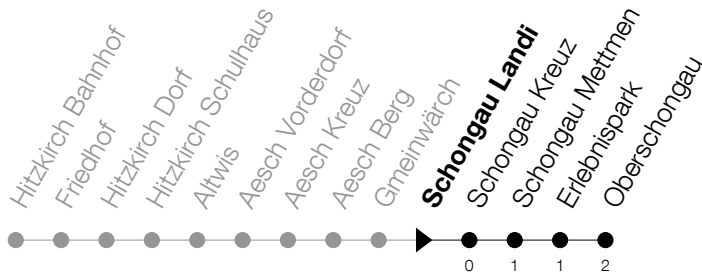 Hitzkirch Bahnhof
Friedhof
Hitzkirch Dorf
Hitzkirch Schulhaus
Altwis
Aesch Vorderdorf
Aesch Kreuz
Aesch Berg
Gmeinwärch
Schongau Landi
Schongau Kreuz
Schongau Mettmen
Erlebnispark
Oberschongau
0 1 1 2